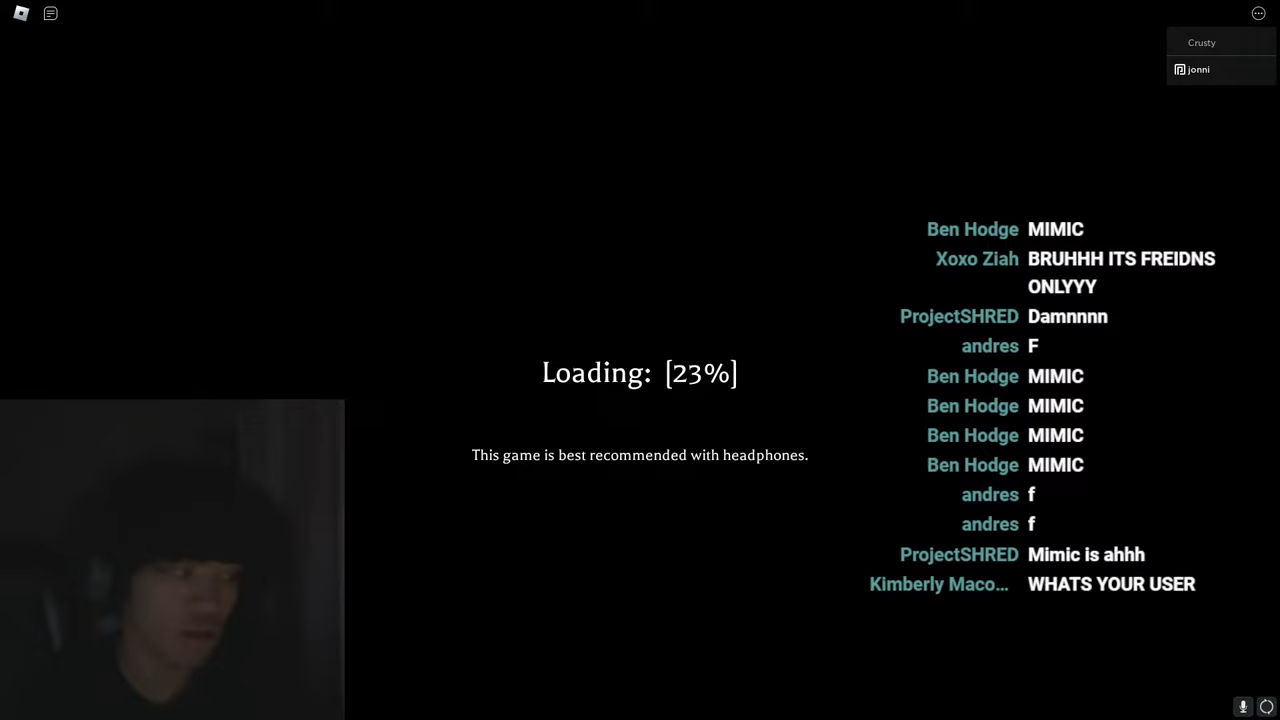 Crusty
jonni
Ben Hodge MIMIC
Xoxo Ziah BRUHHH ITS FREIDNS
ONLYYY
ProjectSHRED Damnnnn
andres F
Loading: [23%]
Ben Hodge MIMIC
Ben Hodge MIMIC
Ben Hodge MIMIC
This game is best recommended with headphones.
Ben Hodge MIMIC
andres f
andres f
ProjectSHRED Mimic is ahhh
Kimberly Maco... WHATS YOUR USER